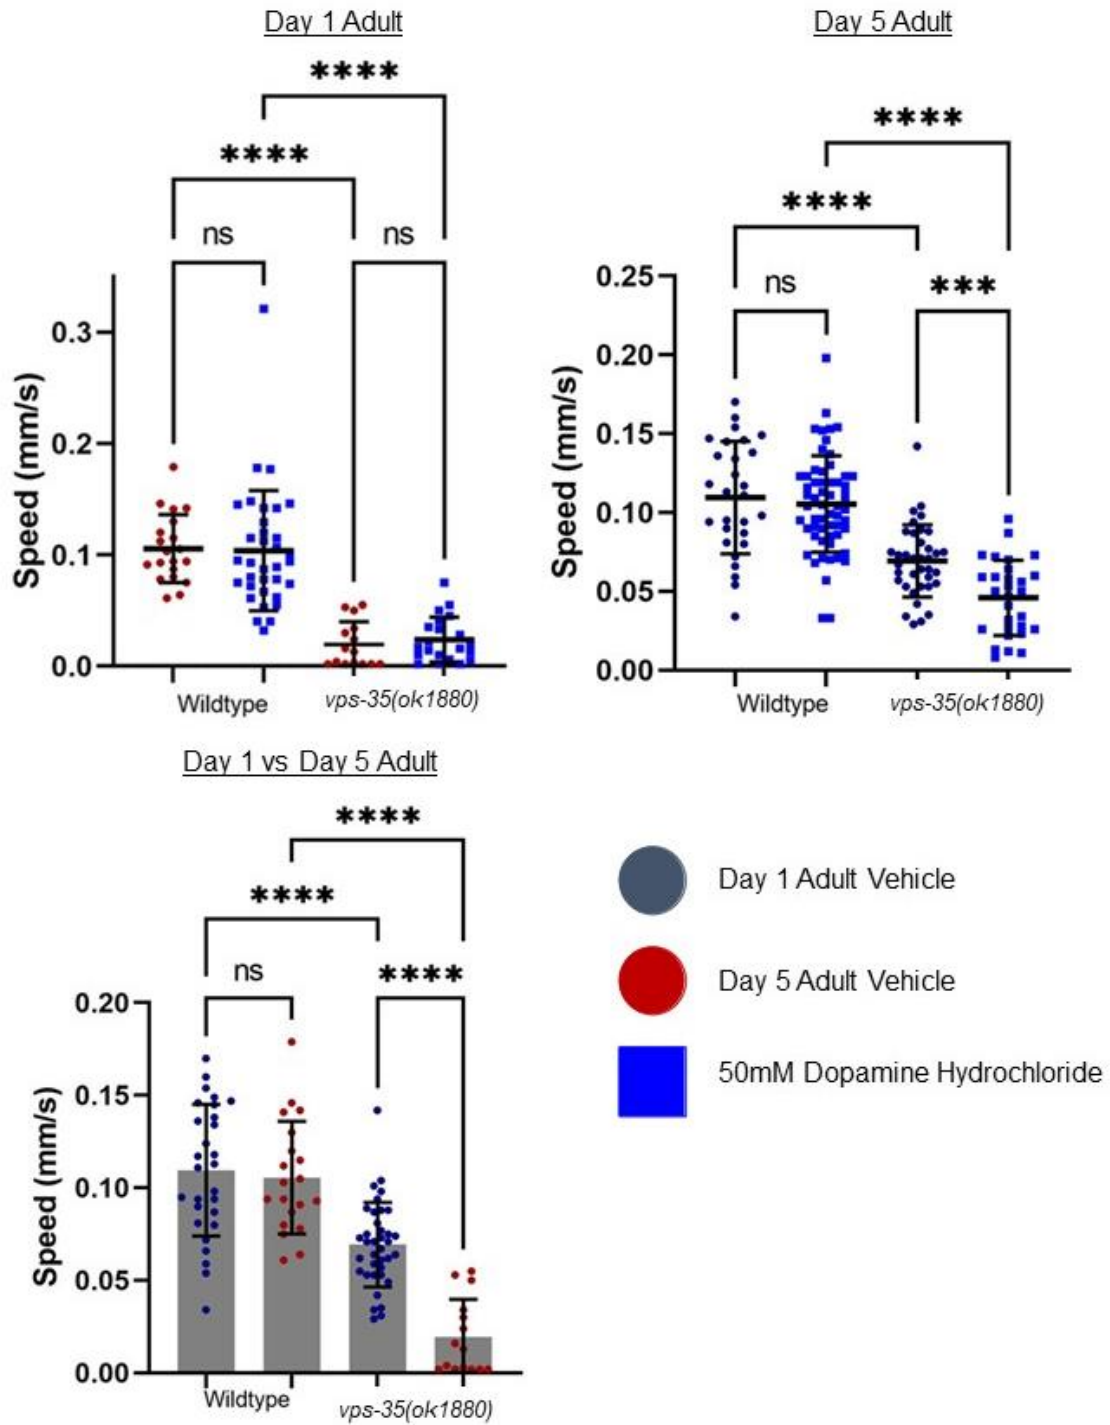 Day 1 Adult
****
****
ns
ns
0.3
0.2
0.1
0.0
Speed (mm/s)
Wildtype
vps-35(ok1880)
Day 5 Adult
****
****
ns
***
0.25
0.20
0.15
0.10
0.05
0.00
Speed (mm/s)
Wildtype
vps-35(ok1880)
Day 1 vs Day 5 Adult
****
****
ns
****
0.20
0.15
0.10
0.05
0.00
Speed (mm/s)
Wildtype
vps-35(ok1880)
Day 1 Adult Vehicle
Day 5 Adult Vehicle
50mM Dopamine Hydrochloride